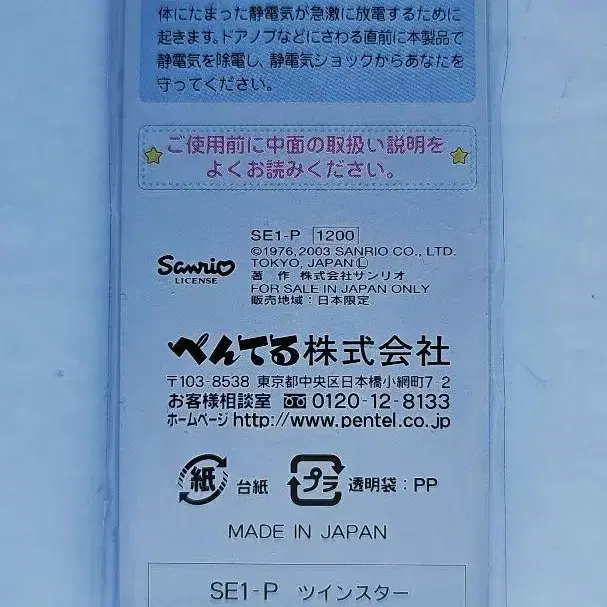 体にたまった静電気が急激に放電するために
起きます。ドアノブなどにさわる直前に本製品で
静電気を除電し、静電気ショックからあなたを
守ってください。
ご使用前に中面の取扱い説明を
よくお読みください。
SE1-P [1200]
©1976,2003 SANRIO CO., LTD.
TOKYO, JAPAN Ⓛ
著 作 株式会社サンリオ
FOR SALE IN JAPAN ONLY
販売地域：日本限定
Sanrio
LICENSE
ぺんてる株式会社
〒103-8538 東京都中央区日本橋小網町7-2
お客様相談室 0120-12-8133
ホームページ http://www.pentel.co.jp
紙 台紙 プラ 透明袋：PP
MADE IN JAPAN
SE1-P ツインスター